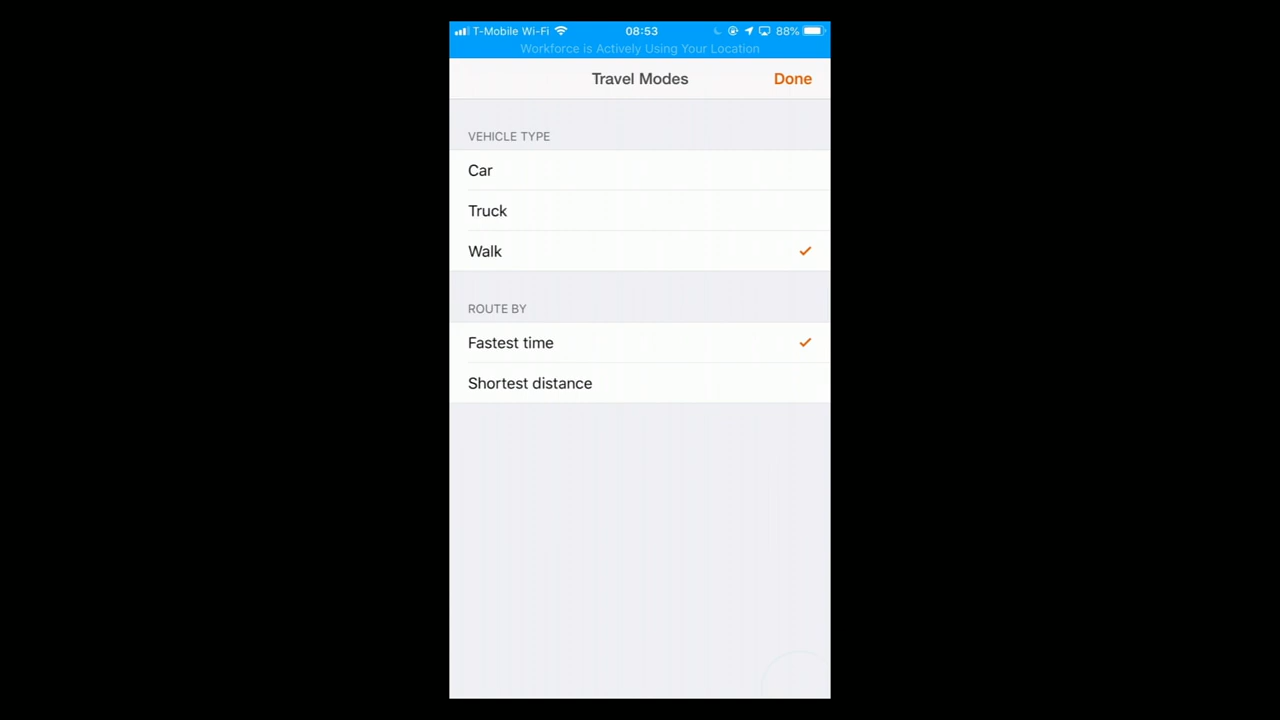 T-Mobile Wi-Fi 08:53 88%
Workforce is Actively Using Your Location
Travel Modes Done
VEHICLE TYPE
Car
Truck
Walk
ROUTE BY
Fastest time
Shortest distance